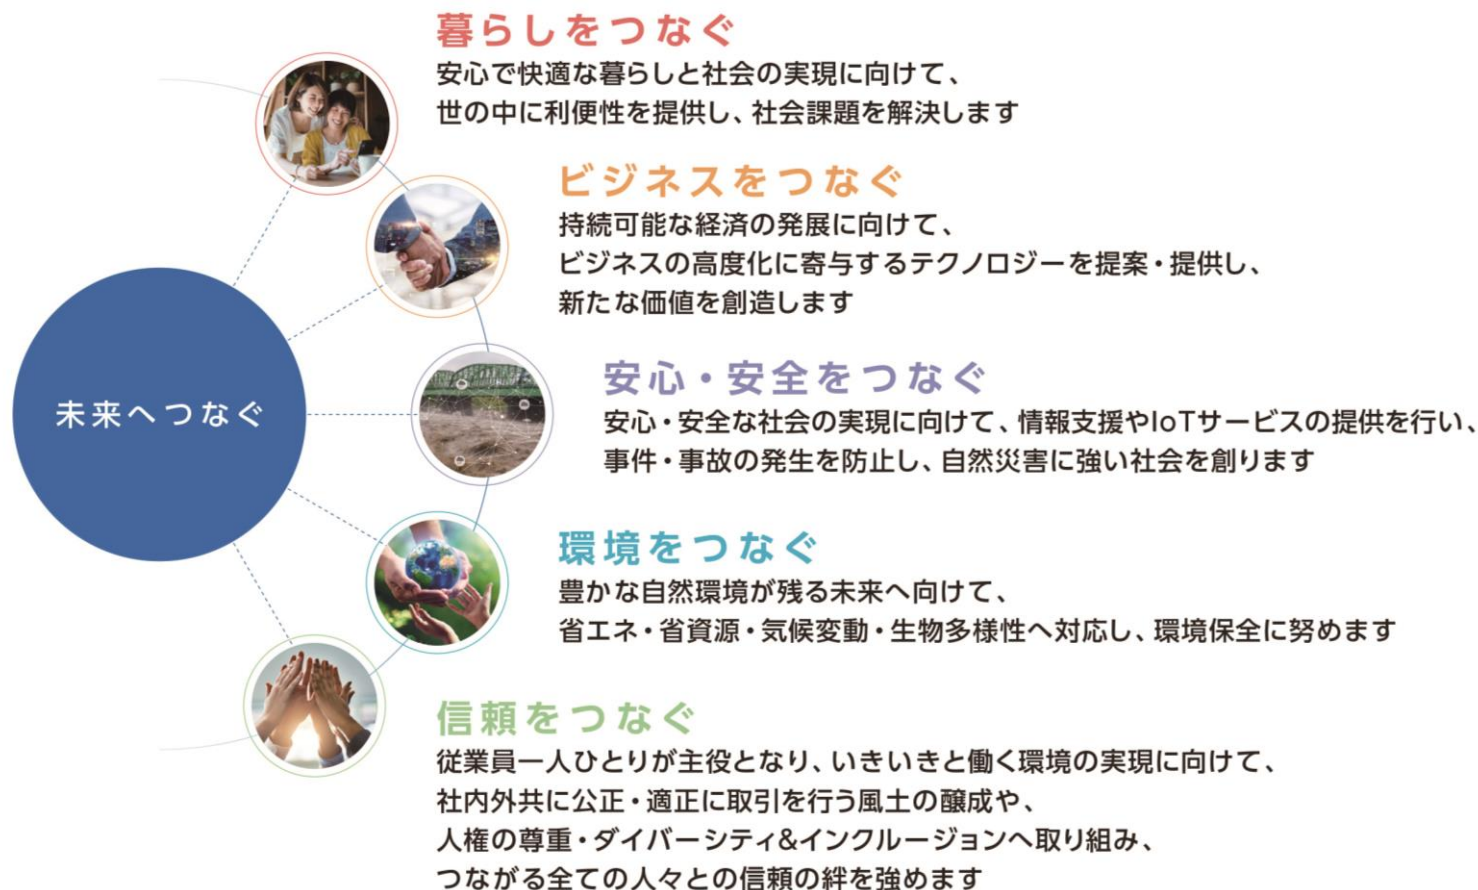 暮らしをつなぐ
安心で快適な暮らしと社会の実現に向けて、
世の中に利便性を提供し、社会課題を解決します
ビジネスをつなぐ
持続可能な経済の発展に向けて、
ビジネスの高度化に寄与するテクノロジーを提案・提供し、
新たな価値を創造します
未来へつなぐ
安心・安全をつなぐ
安心・安全な社会の実現に向けて、情報支援やIoTサービスの提供を行い、
事件・事故の発生を防止し、自然災害に強い社会を創ります
環境をつなぐ
豊かな自然環境が残る未来へ向けて、
省エネ・省資源・気候変動・生物多様性へ対応し、環境保全に努めます
信頼をつなぐ
従業員一人ひとりが主役となり、いきいきと働く環境の実現に向けて、
社内外共に公正・適正に取引を行う風土の醸成や、
人権の尊重・ダイバーシティ&インクルージョンへ取り組み、
つながる全ての人々との信頼の絆を強めます